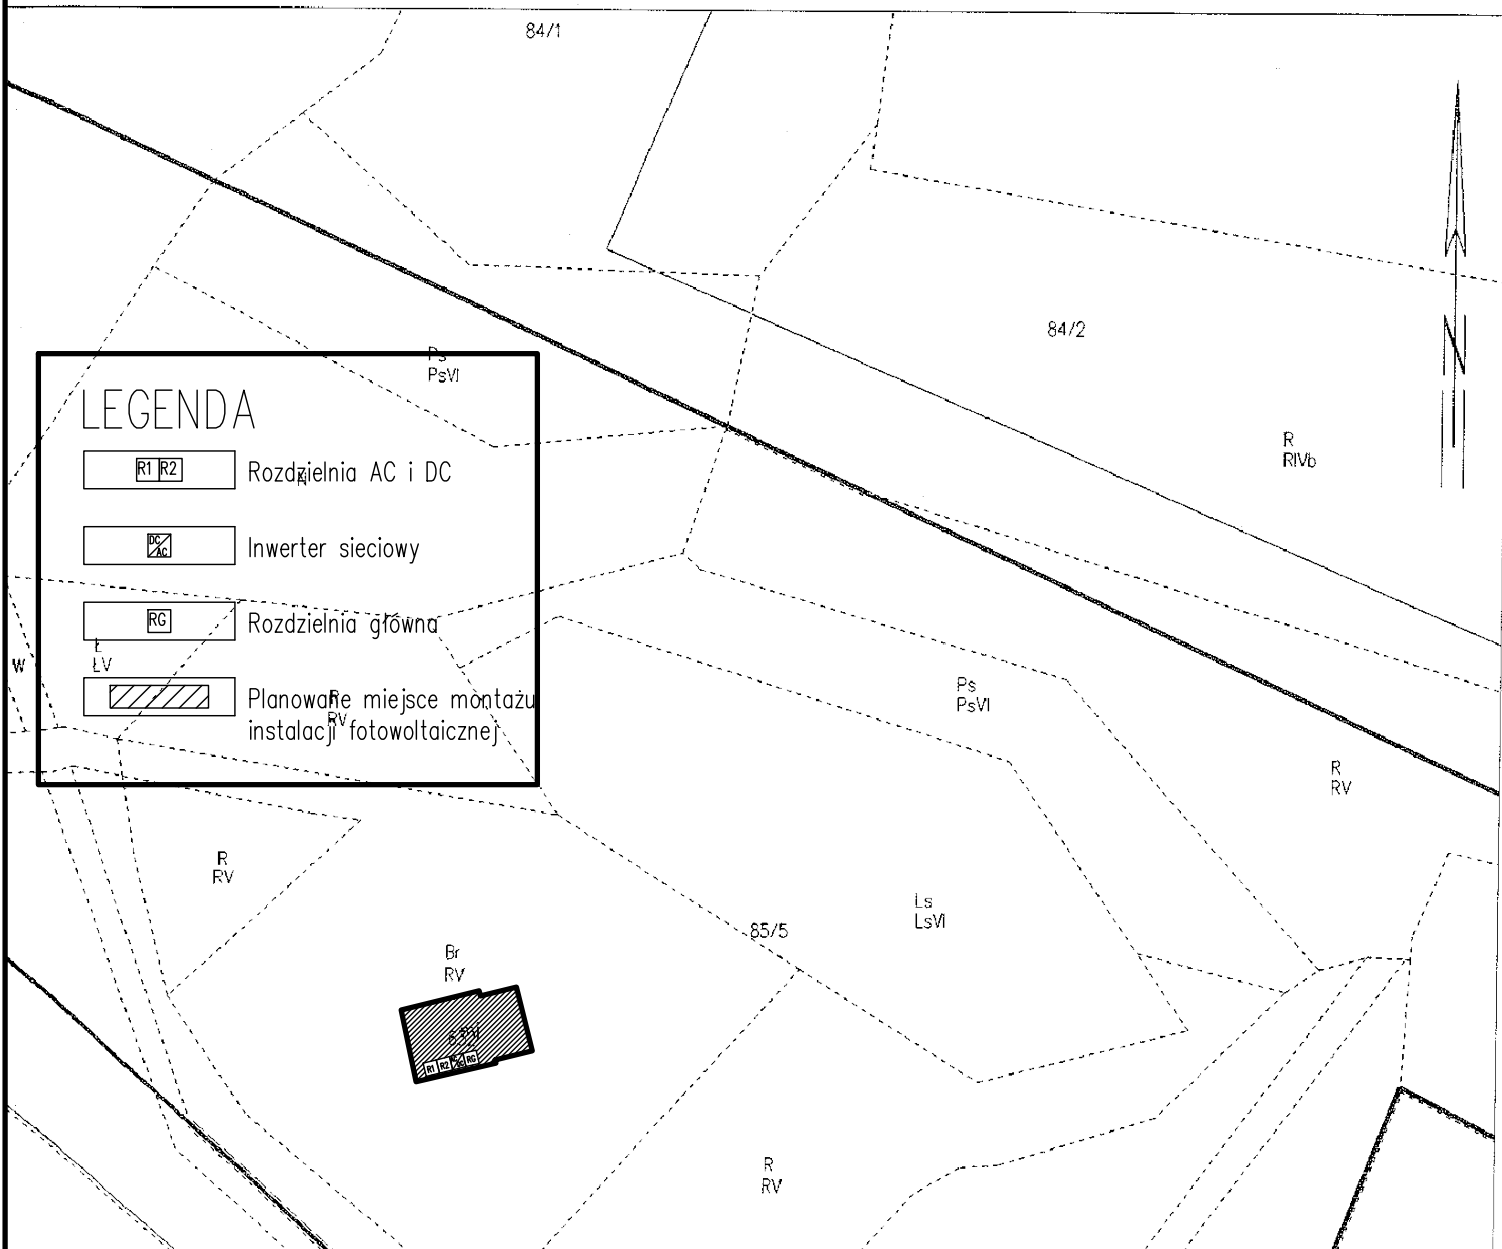 84/1
84/2
N
Ps
PsVI
LEGENDA
R1 R2 Rozdzielnia AC i DC
DC
AC
Inwerter sieciowy
RG Rozdzielnia główna
Planowane miejsce montażu
instalacji fotowoltaicznej
Ł
ŁV
W
R
RV
R
RIVb
Ps
PsVI
R
RV
R
RV
Ls
LsVI
85/5
Br
RV
R1 R2 RG
R
RV